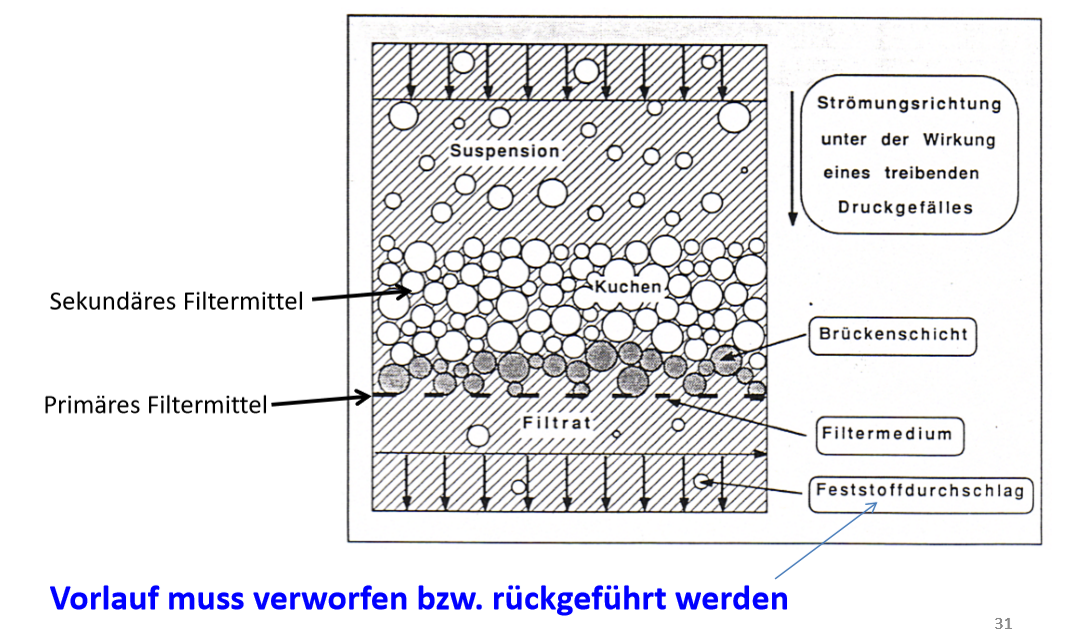 Strömungsrichtung
unter der Wirkung
eines treibenden
Druckgefälles
Suspension
Sekundäres Filtermittel
Kuchen
Brückenschicht
Primäres Filtermittel
Filtrat
Filtermedium
Feststoffdurchschlag
Vorlauf muss verworfen bzw. rückgeführt werden
31